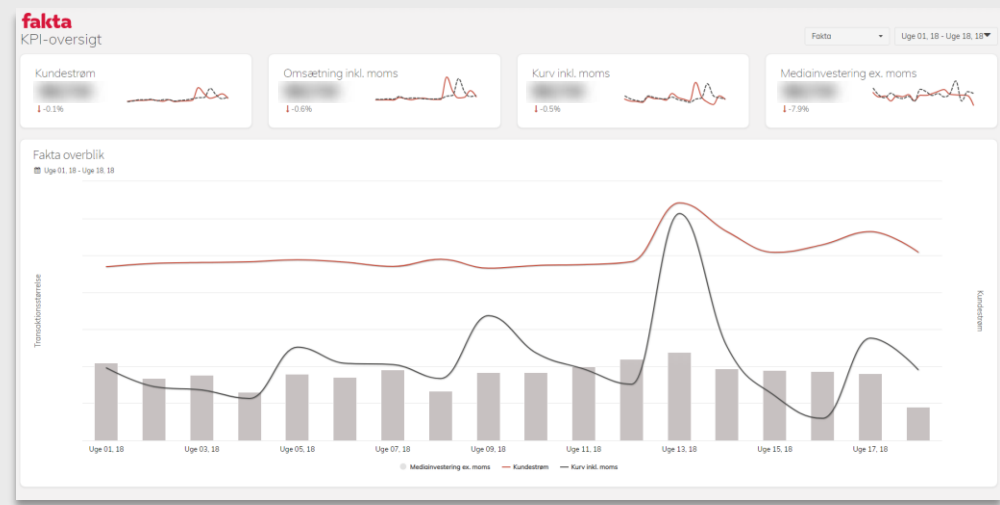 fakta
KPI-oversigt
Fakta
Uge 01, 18 - Uge 18, 18
Kundestrøm
-0.1%
Omsætning inkl. moms
-0.6%
Kurv inkl. moms
-0.5%
Mediainvestering ex. moms
-7.9%
Fakta overblik
Uge 01, 18 - Uge 18, 18
Transaktionsstørrelse
Kundestrøm
Uge 01, 18 Uge 03, 18 Uge 05, 18 Uge 07, 18 Uge 09, 18 Uge 11, 18 Uge 13, 18 Uge 15, 18 Uge 17, 18
Mediainvestering ex. moms Kundestrøm Kurv inkl. moms